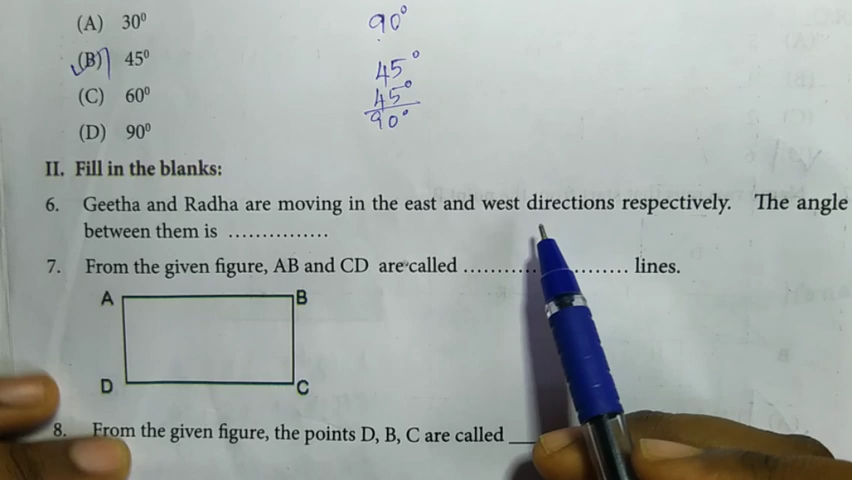 (A) 30⁰
90°
(B) 45⁰
45°
(C) 60⁰
45°
90°
(D) 90⁰
II. Fill in the blanks:
6. Geetha and Radha are moving in the east and west directions respectively. The angle
between them is ...............
7. From the given figure, AB and CD are called ........... ......... lines.
A B
D C
8. From the given figure, the points D, B, C are called __